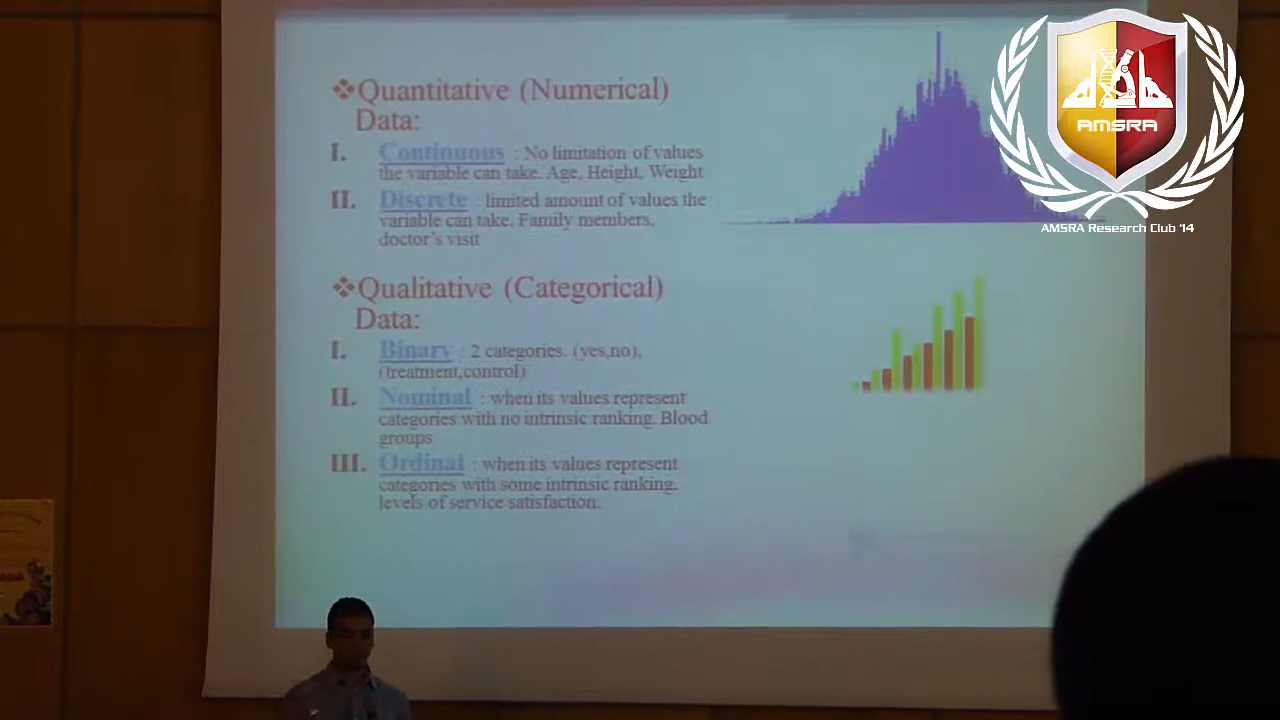 ❖Quantitative (Numerical)
Data:
I. Continuous : No limitation of values
the variable can take. Age, Height, Weight
II. Discrete : limited amount of values the
variable can take. Family members,
doctor's visit
❖Qualitative (Categorical)
Data:
I. Binary : 2 categories. (yes,no),
(treatment,control)
II. Nominal : when its values represent
categories with no intrinsic ranking. Blood
groups
III. Ordinal : when its values represent
categories with some intrinsic ranking.
levels of service satisfaction.
AMSRA
AMSRA Research Club '14